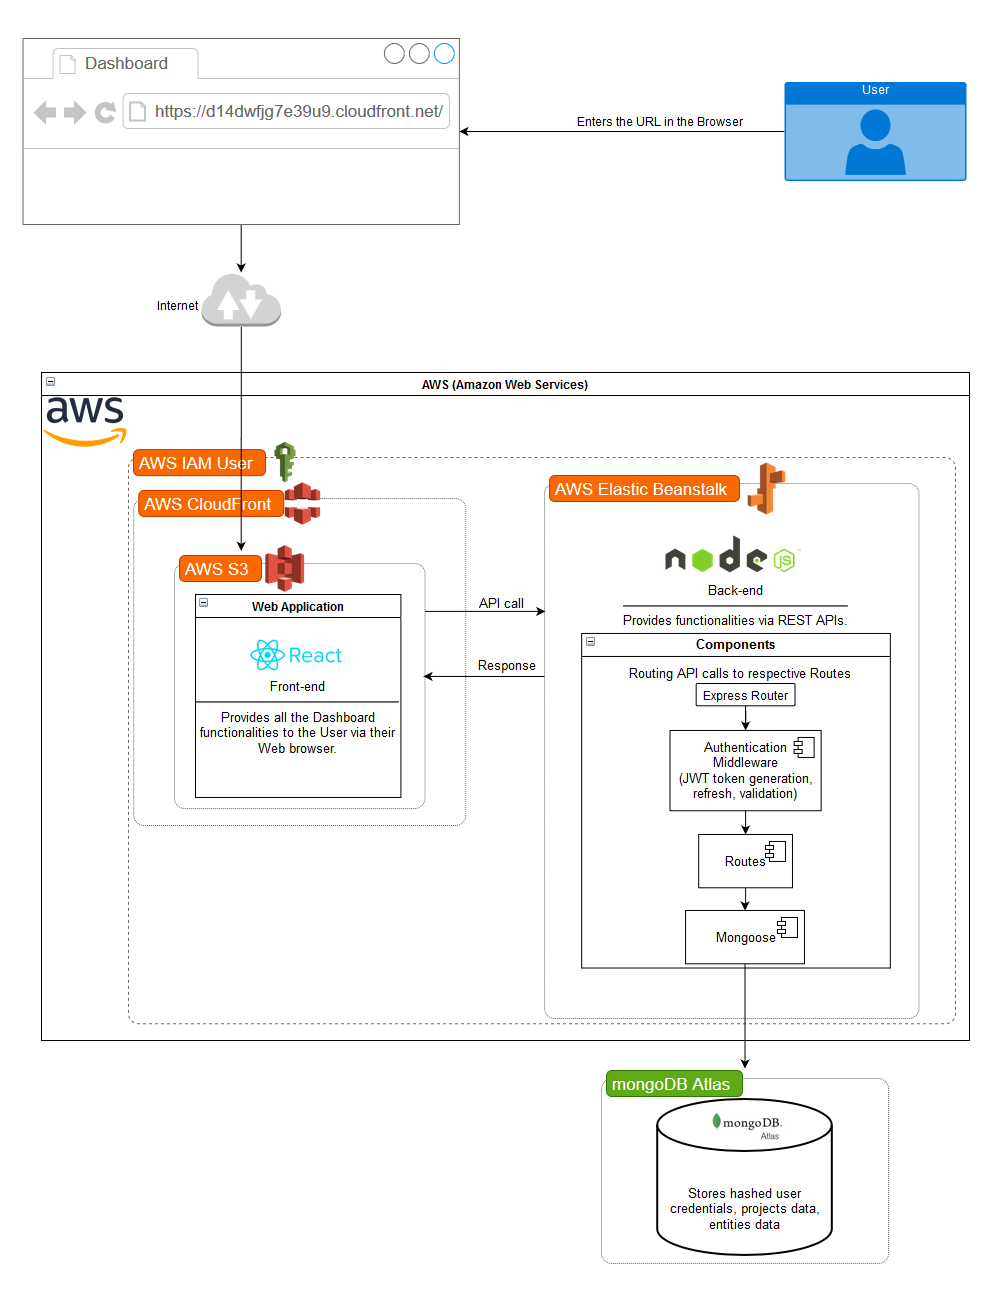 Dashboard
https://d14dwfjg7e39u9.cloudfront.net/
User
Enters the URL in the Browser
Internet
AWS (Amazon Web Services)
aws
AWS IAM User
AWS CloudFront
AWS S3
Web Application
React
Front-end
Provides all the Dashboard
functionalities to the User via their
Web browser.
API call
Response
AWS Elastic Beanstalk
node
JS
Back-end
Provides functionalities via REST APIs.
Components
Routing API calls to respective Routes
Express Router
Authentication
Middleware
(JWT token generation,
refresh, validation)
Routes
Mongoose
mongoDB Atlas
mongoDB.
Atlas
Stores hashed user
credentials, projects data,
entities data